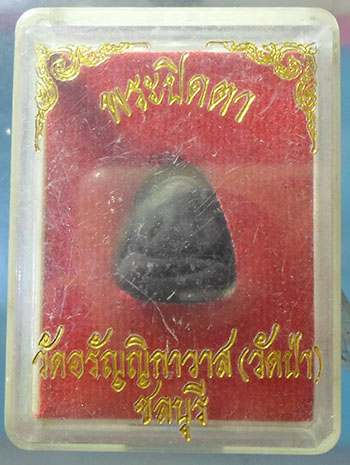 พระปิดตา
วัดอรัญญิกาวาส (วัดป่า)
ชลบุรี